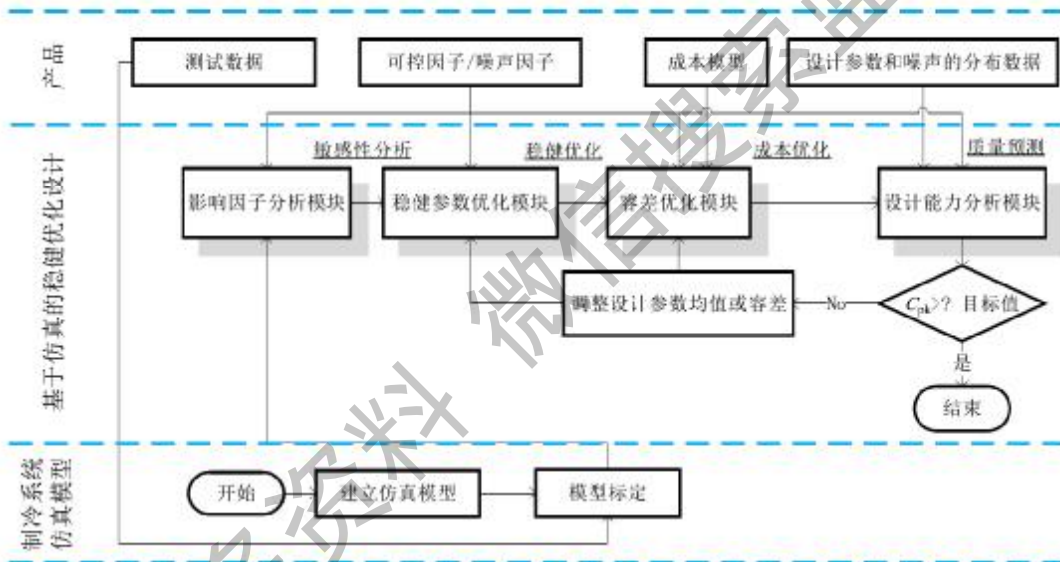 产品
测试数据
可控因子/噪声因子
成本模型
设计参数和噪声的分布数据
基于仿真的稳健优化设计
敏感性分析
稳健优化
成本优化
质量预测
影响因子分析模块
稳健参数优化模块
容差优化模块
设计能力分析模块
调整设计参数均值或容差
No
Cpk>? 目标值
是
结束
制冷系统
仿真模型
开始
建立仿真模型
模型标定
资料 微信搜索